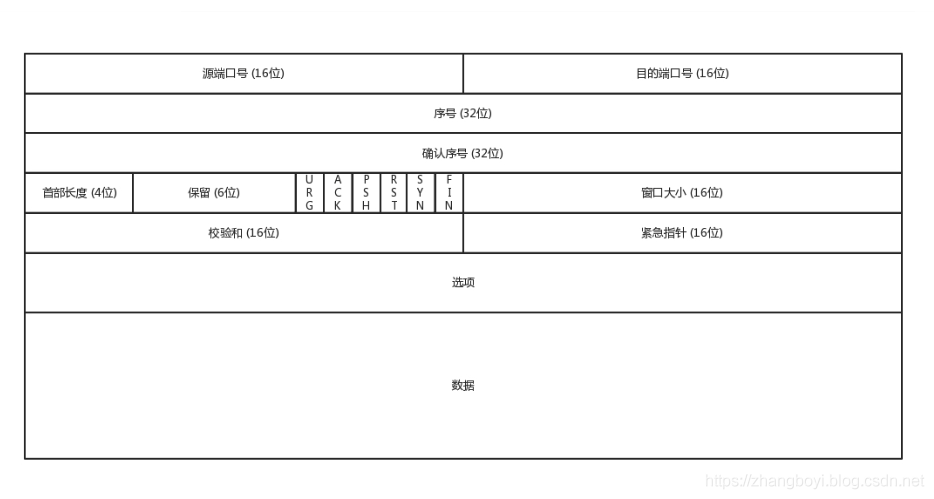 源端口号 (16位) 目的端口号 (16位)
序号 (32位)
确认序号 (32位)
首部长度 (4位) 保留 (6位) URG ACK PSH RST SYN FIN 窗口大小 (16位)
校验和 (16位) 紧急指针 (16位)
选项
数据
https://zhangboyi.blog.csdn.net